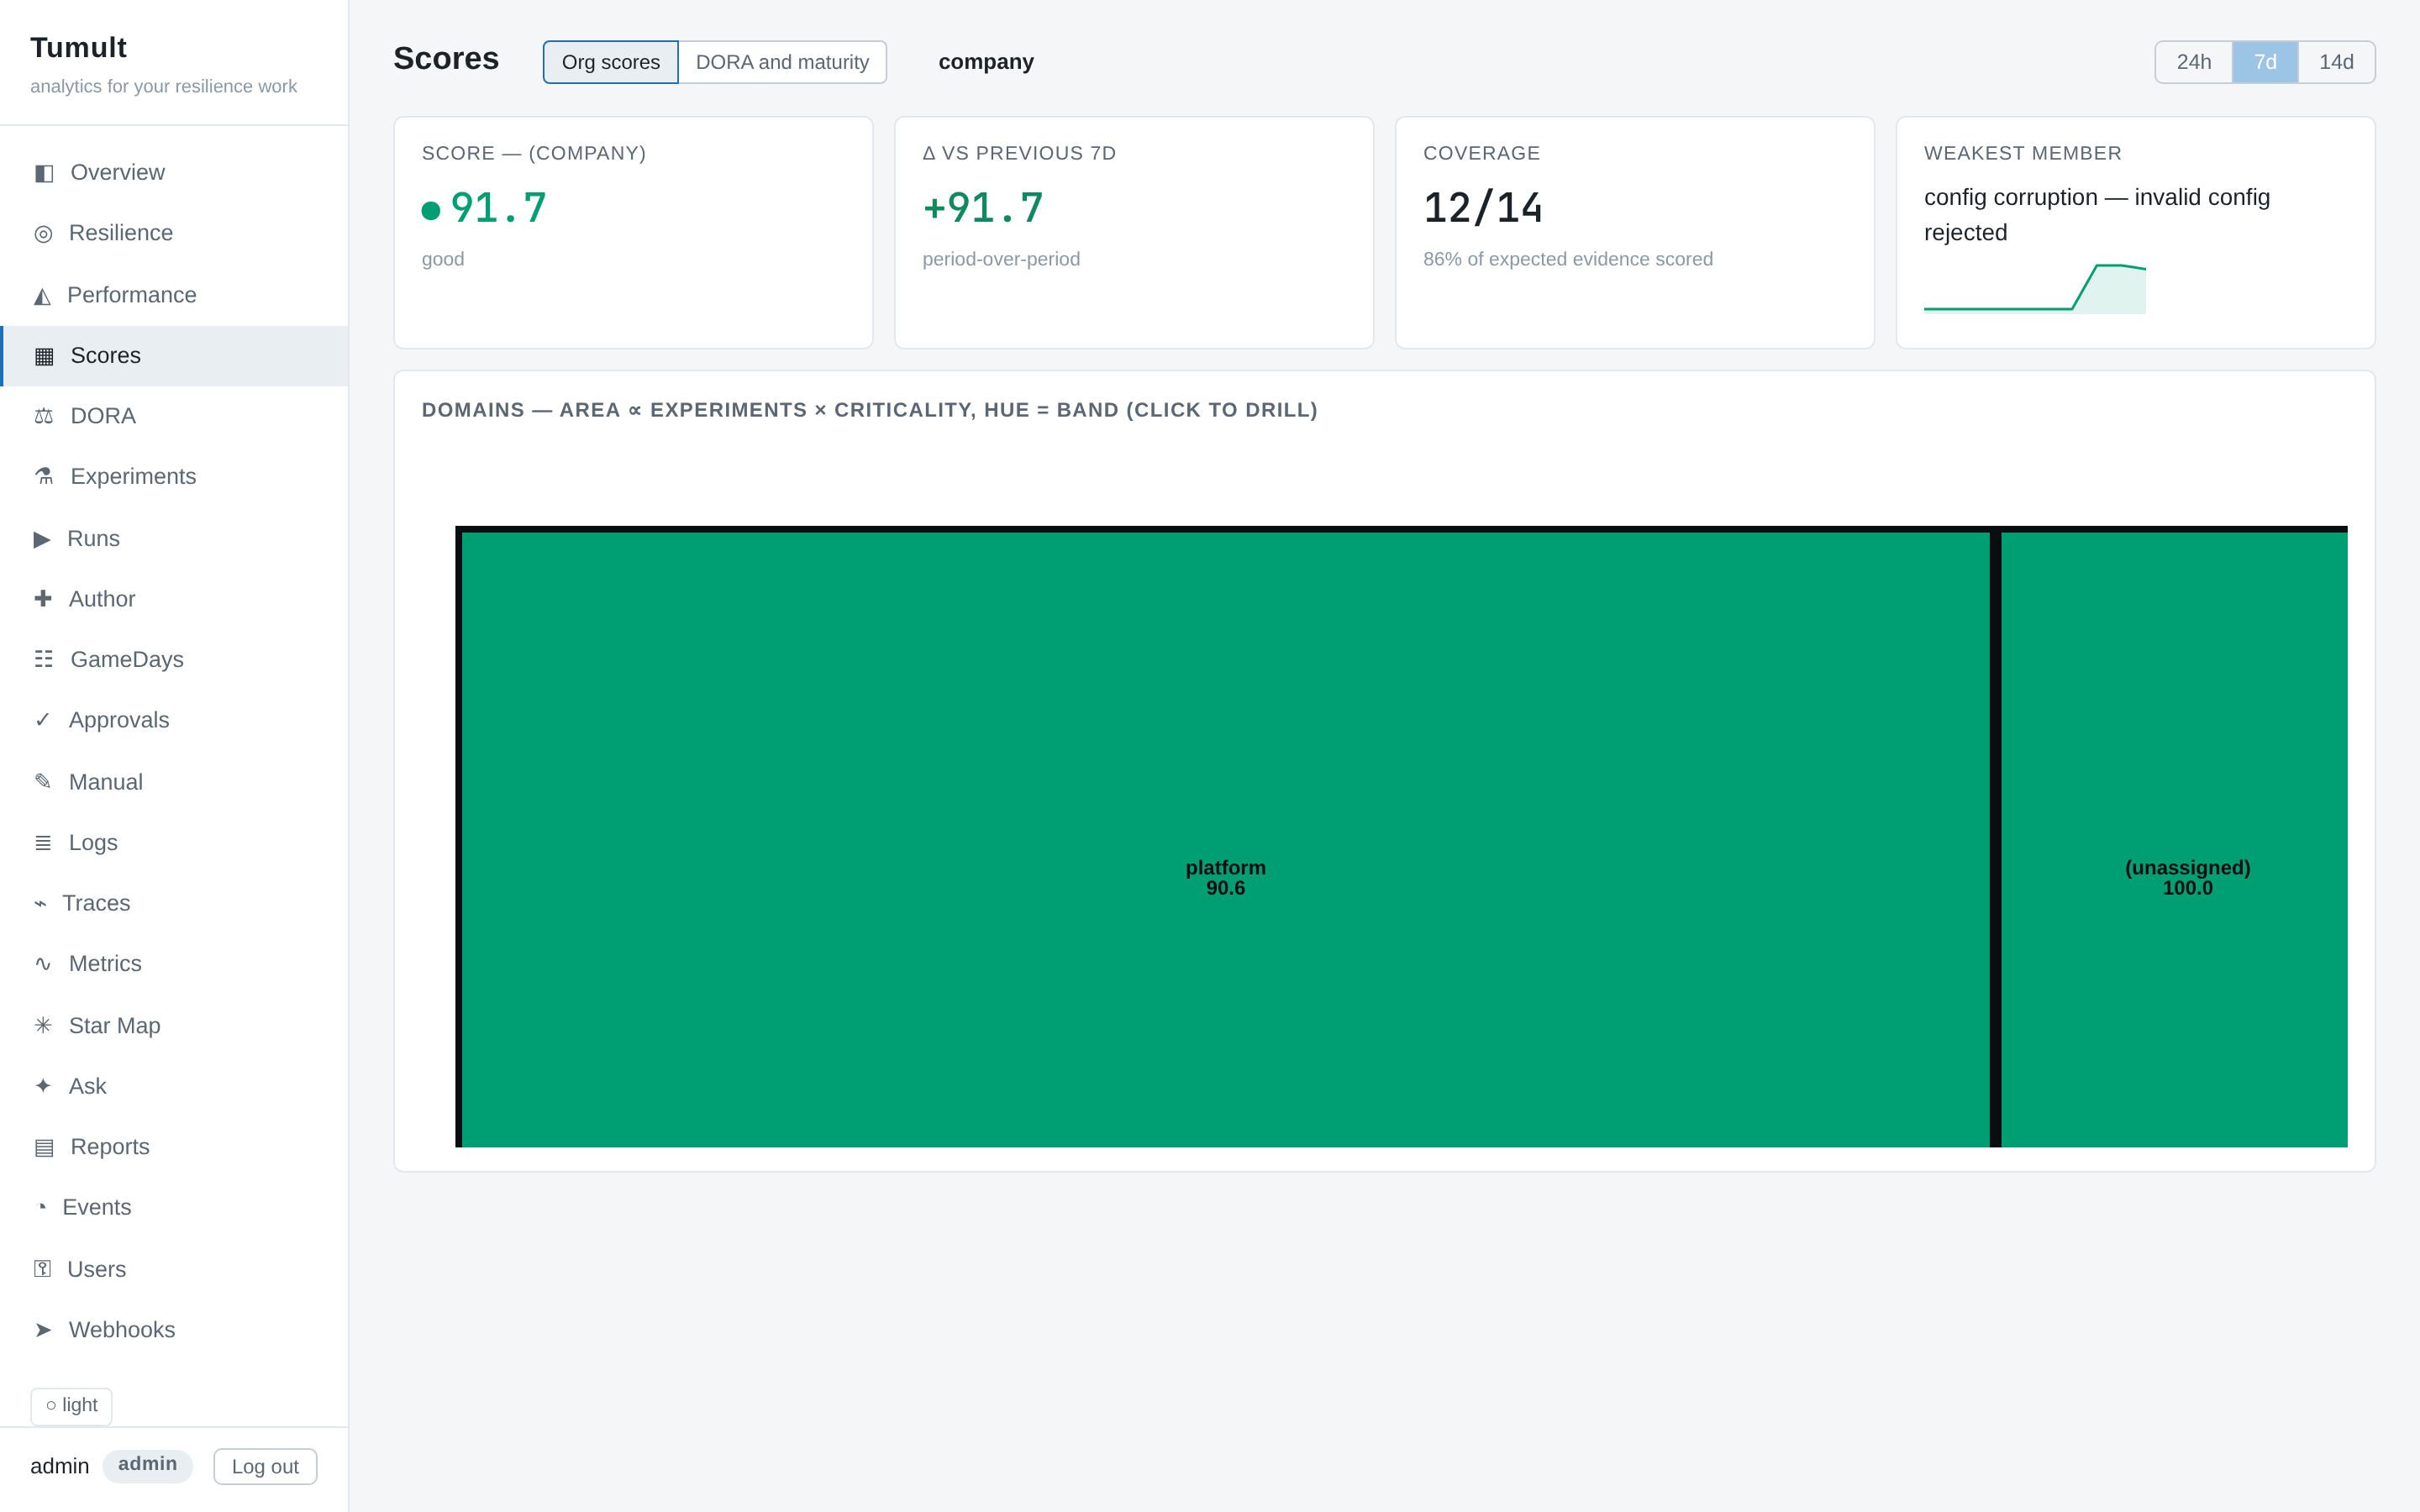 Tumult
analytics for your resilience work
Overview
Resilience
Performance
Scores
DORA
Experiments
Runs
Author
GameDays
Approvals
Manual
Logs
Traces
Metrics
Star Map
Ask
Reports
Events
Users
Webhooks
light
admin admin Log out
Scores Org scores DORA and maturity company 24h 7d 14d
SCORE — (COMPANY)
91.7
good
Δ VS PREVIOUS 7D
+91.7
period-over-period
COVERAGE
12/14
86% of expected evidence scored
WEAKEST MEMBER
config corruption — invalid config
rejected
DOMAINS — AREA ∝ EXPERIMENTS × CRITICALITY, HUE = BAND (CLICK TO DRILL)
platform
90.6
(unassigned)
100.0